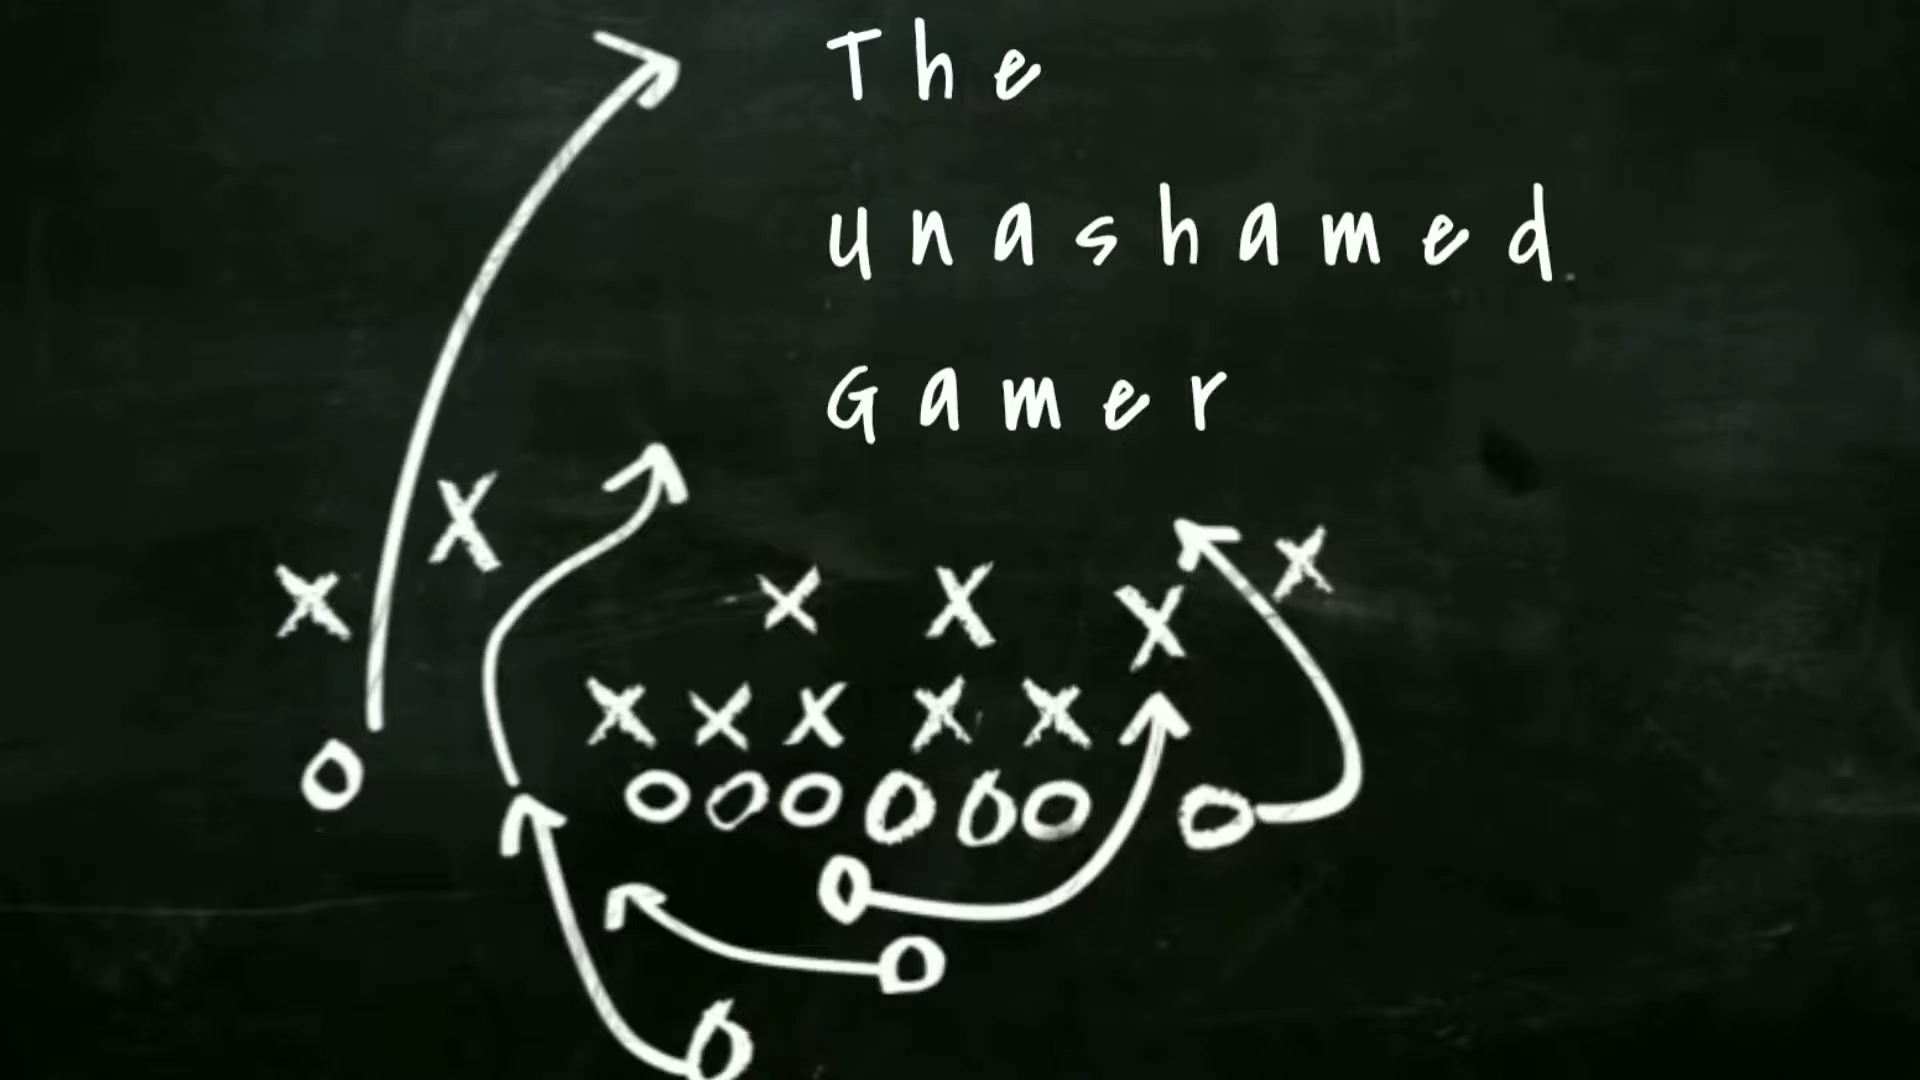 The
unashamed
Gamer
X
X
X X X X
X X X X X
O O O O O O O O
O
O
O